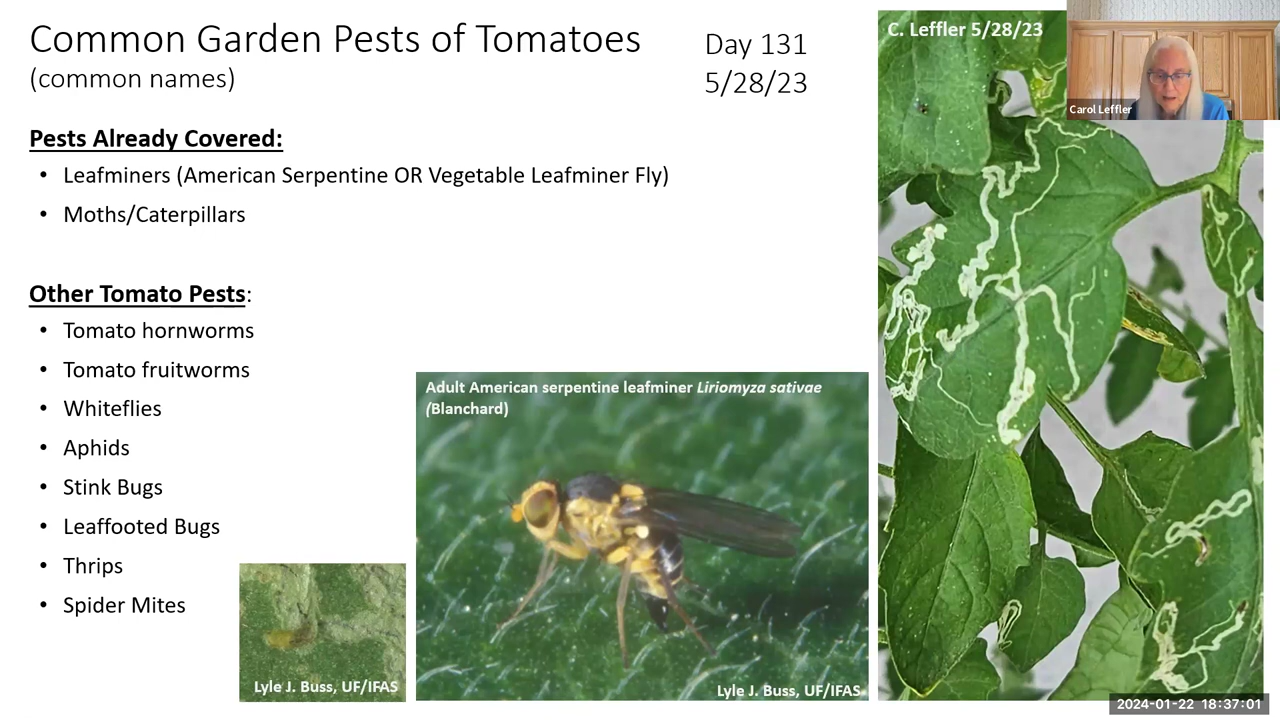 Common Garden Pests of Tomatoes
(common names)
Day 131
5/28/23
Pests Already Covered:
• Leafminers (American Serpentine OR Vegetable Leafminer Fly)
• Moths/Caterpillars
Other Tomato Pests:
• Tomato hornworms
• Tomato fruitworms
• Whiteflies
• Aphids
• Stink Bugs
• Leaffooted Bugs
• Thrips
• Spider Mites
Lyle J. Buss, UF/IFAS
Adult American serpentine leafminer Liriomyza sativae
(Blanchard)
Lyle J. Buss, UF/IFAS
C. Leffler 5/28/23
Carol Leffler
2024-01-22 18:37:01